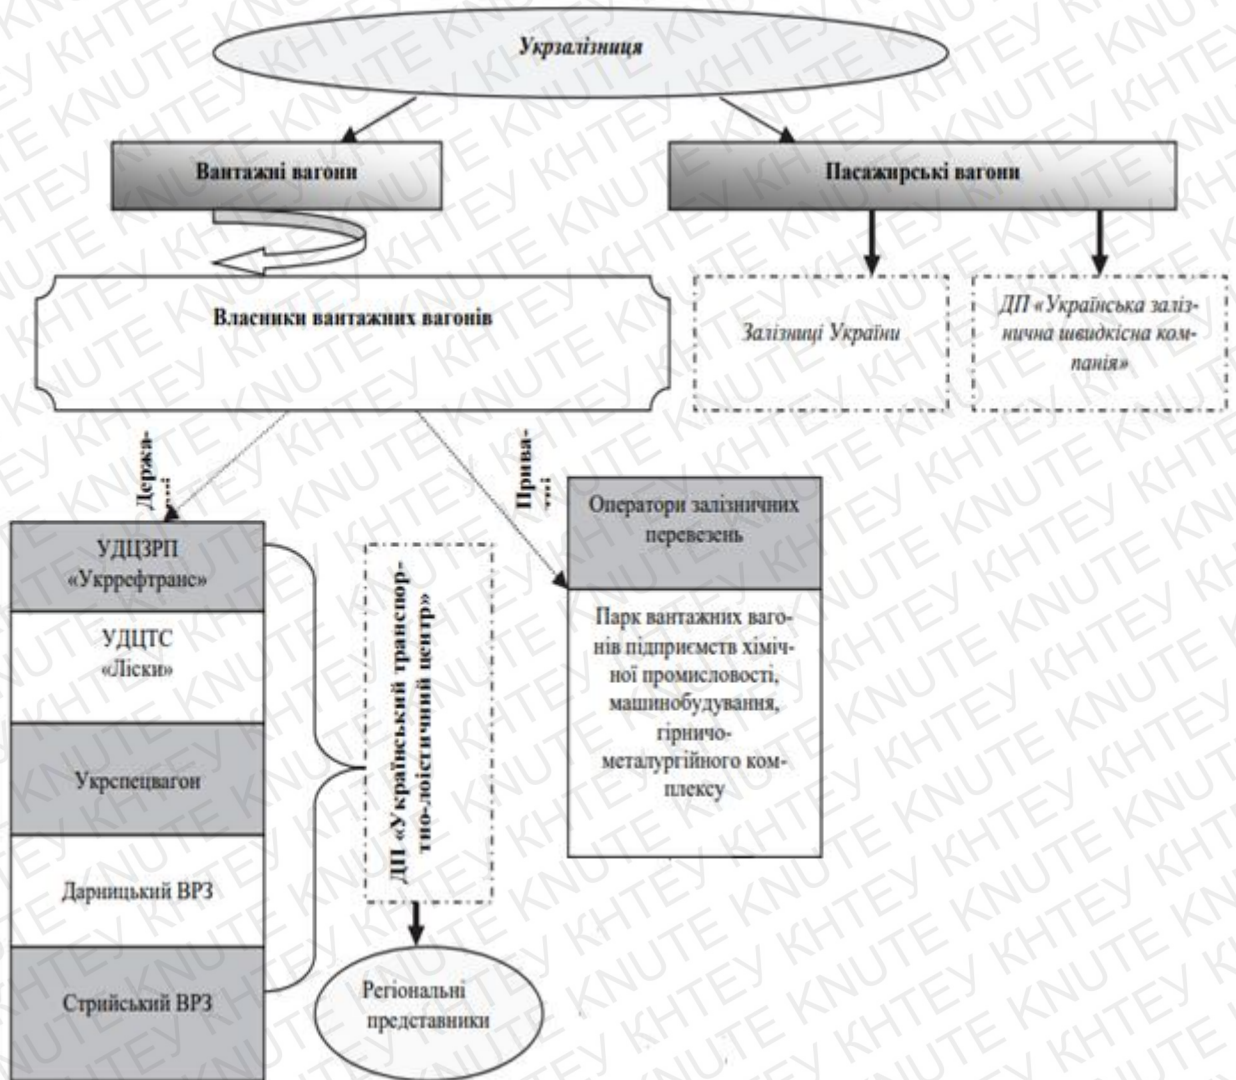 Укрзалізниця
Вантажні вагони
Пасажирські вагони
Власники вантажних вагонів
Залізниці України
ДП «Українська заліз-
нична швидкісна ком-
панія»
Держа-
Прива-
УДЦЗРП
«Укррефтранс»
УДЦТС
«Ліски»
Укрспецвагон
Дарницький ВРЗ
Стрийський ВРЗ
ДП «Український транспор-
тно-лоістичний центр»
Регіональні
представники
Оператори залізничних
перевезень
Парк вантажних ваго-
нів підприємств хіміч-
ної промисловості,
машинобудування,
гірничо-
металургійного ком-
плексу